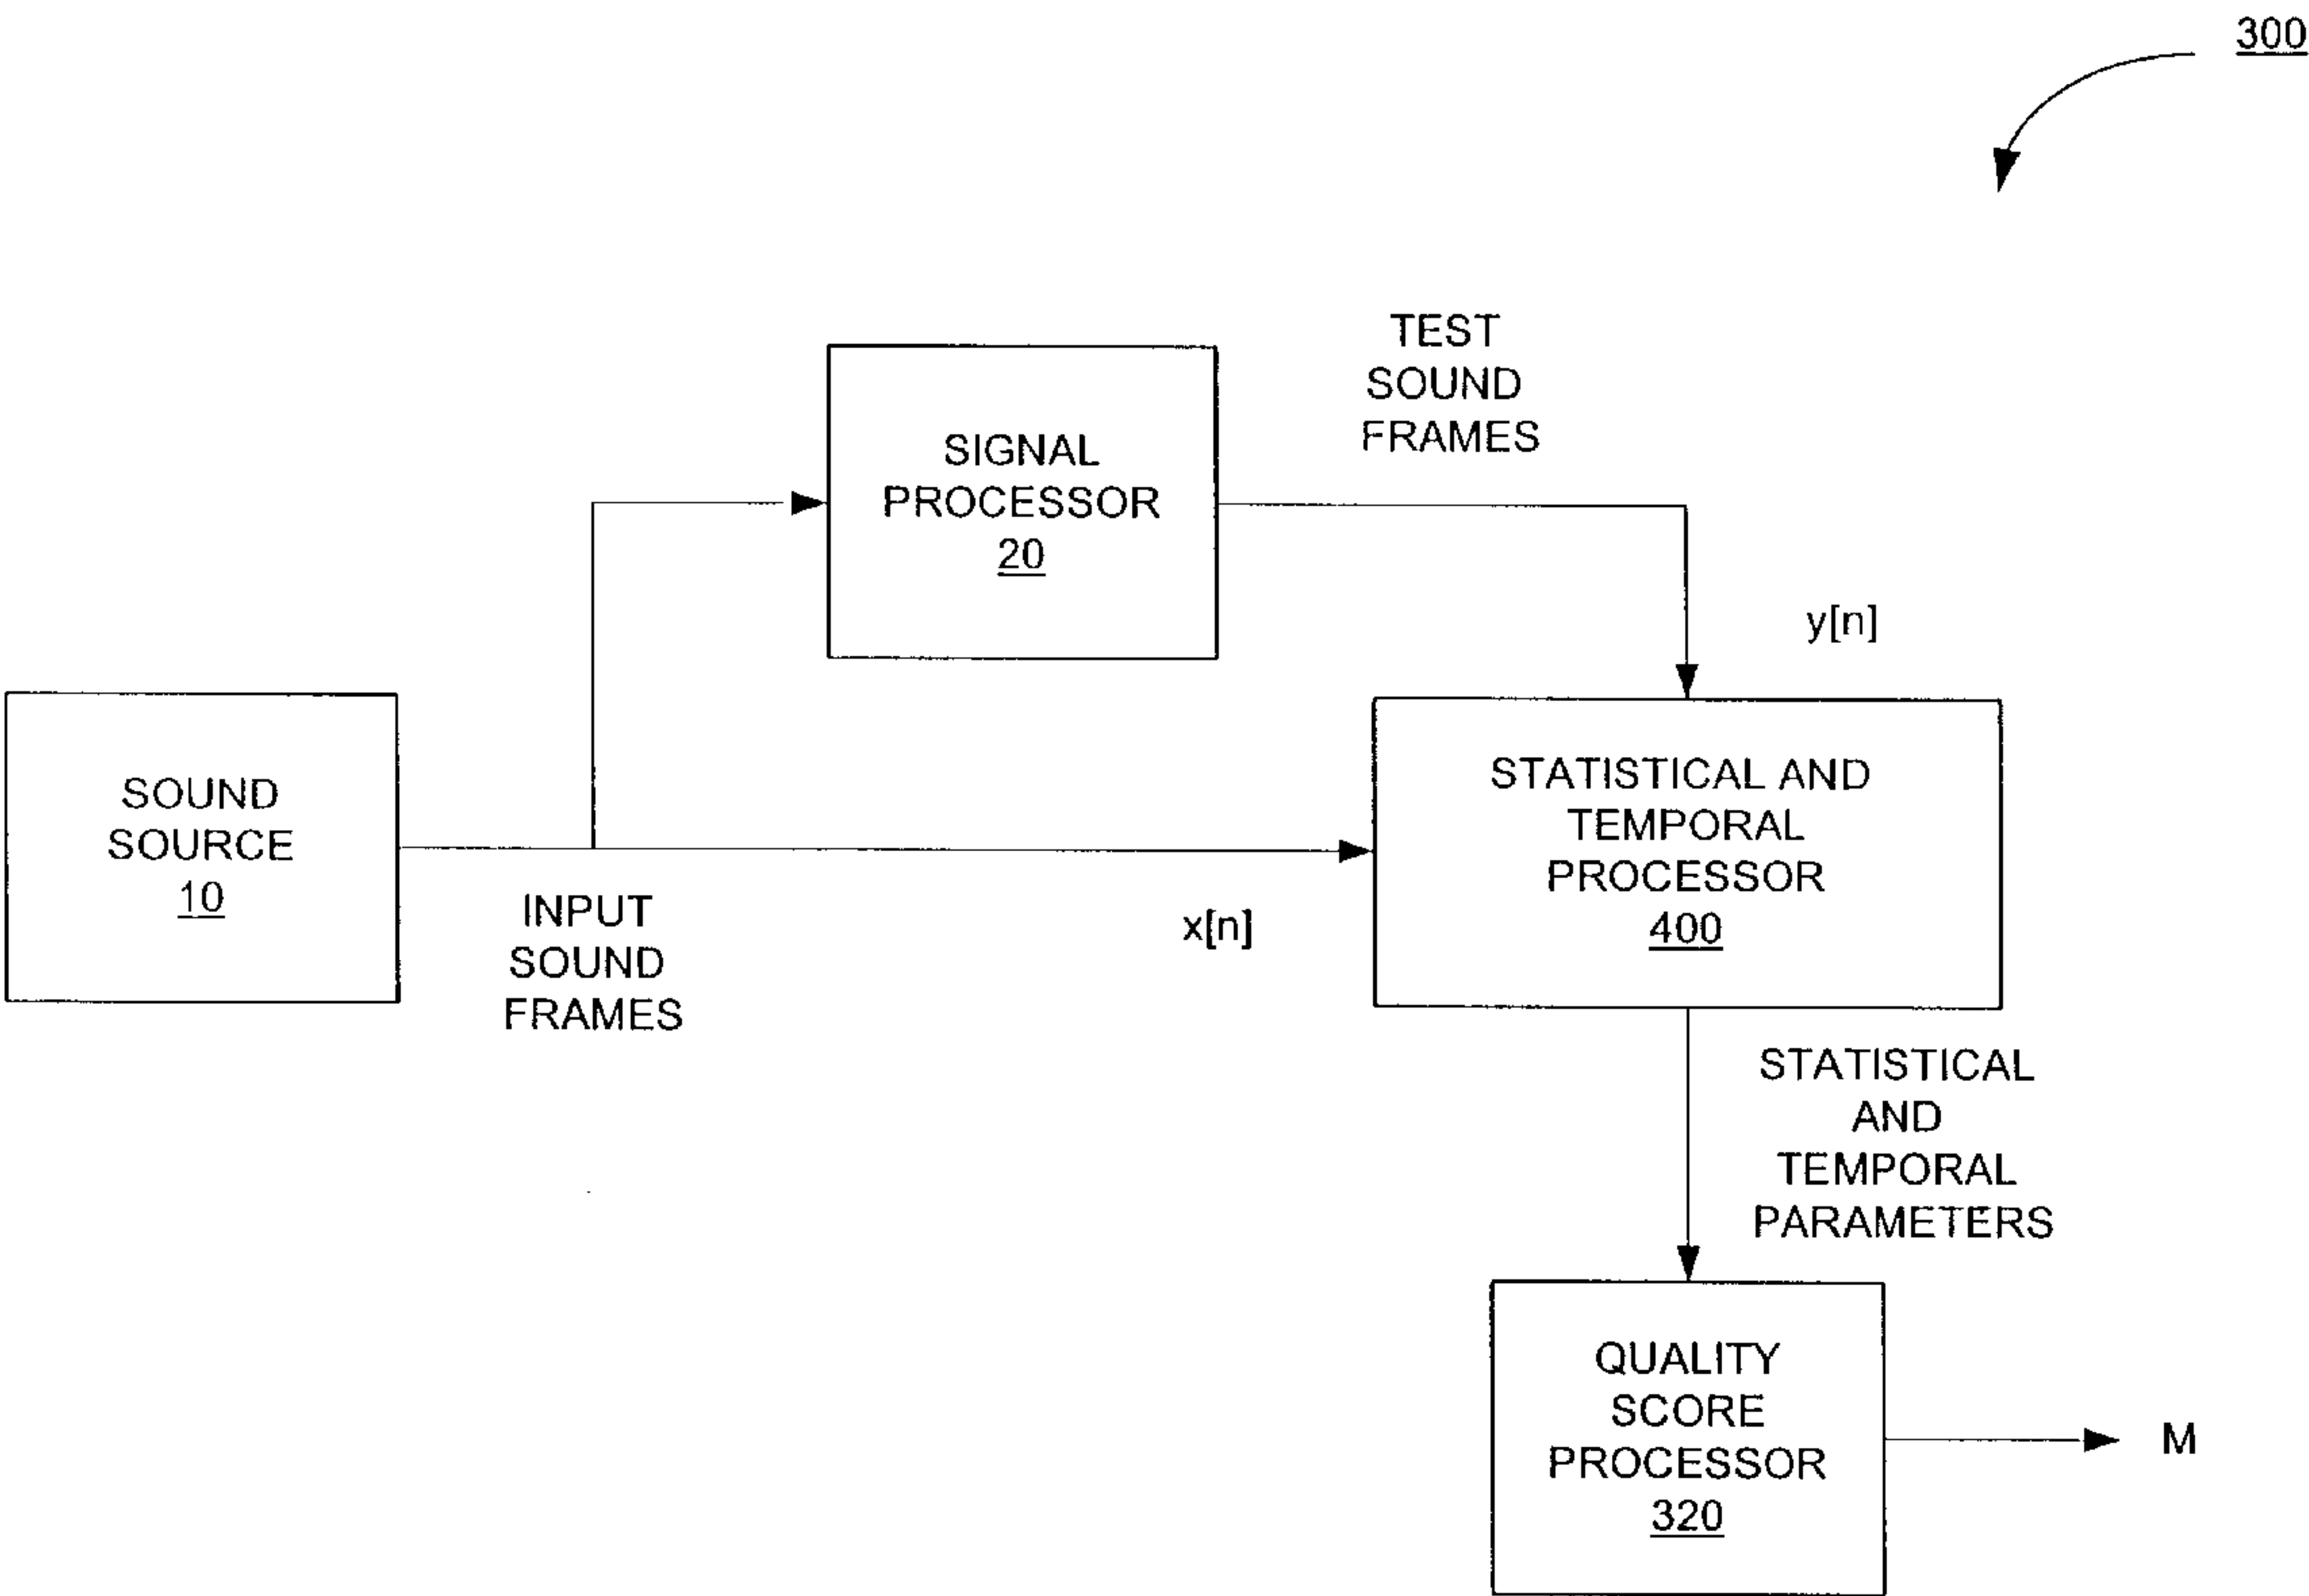 300
TEST
SOUND
FRAMES
SIGNAL
PROCESSOR
20
y[n]
SOUND
SOURCE
10
STATISTICAL AND
TEMPORAL
PROCESSOR
400
INPUT
SOUND
FRAMES
x[n]
STATISTICAL
AND
TEMPORAL
PARAMETERS
QUALITY
SCORE
PROCESSOR
320
M